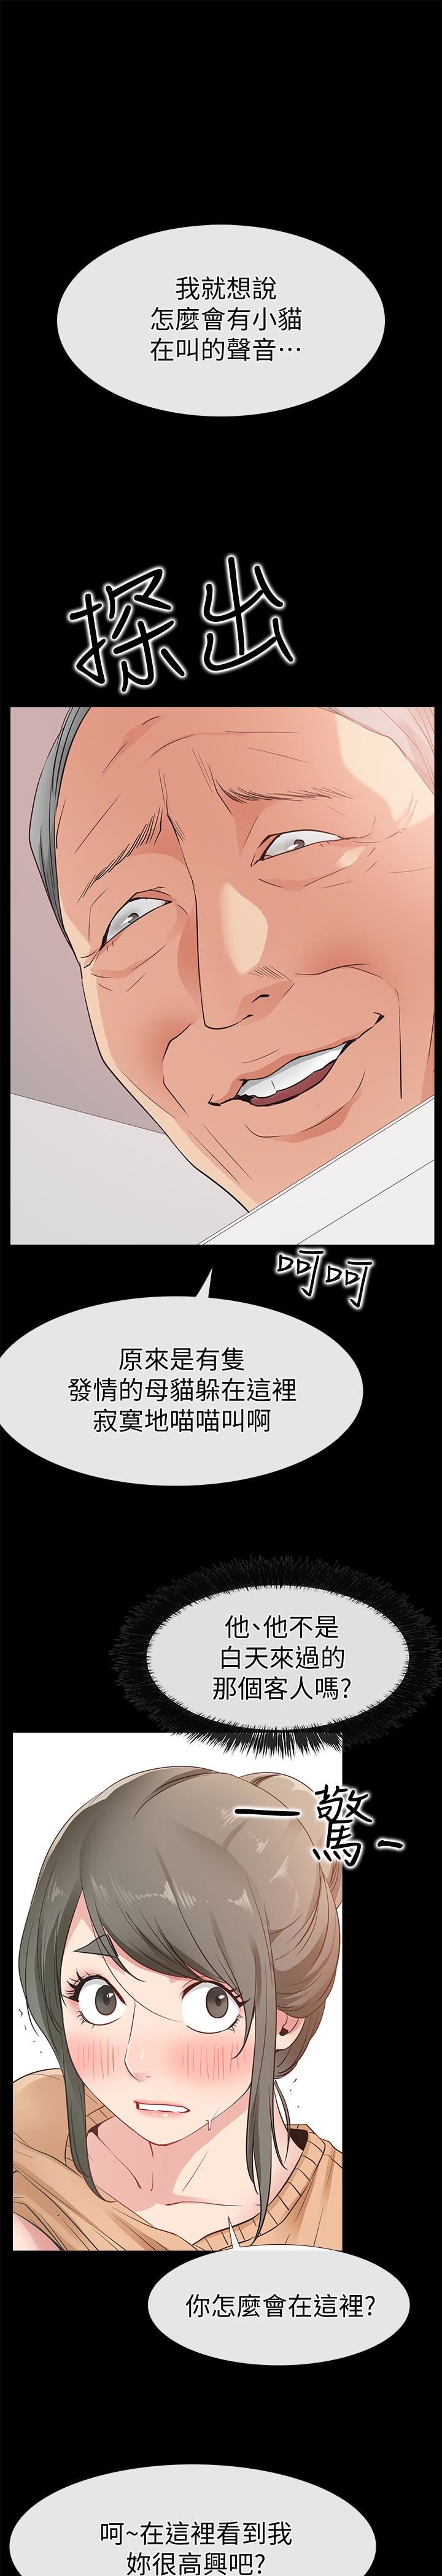 我就想說
怎麼會有小貓
在叫的聲音…
探出
呵呵
原來是有隻
發情的母貓躲在這裡
寂寞地喵喵叫啊
他、他不是
白天來過的
那個客人嗎?
驚
你怎麼會在這裡?
呵~在這裡看到我
妳很高興吧?